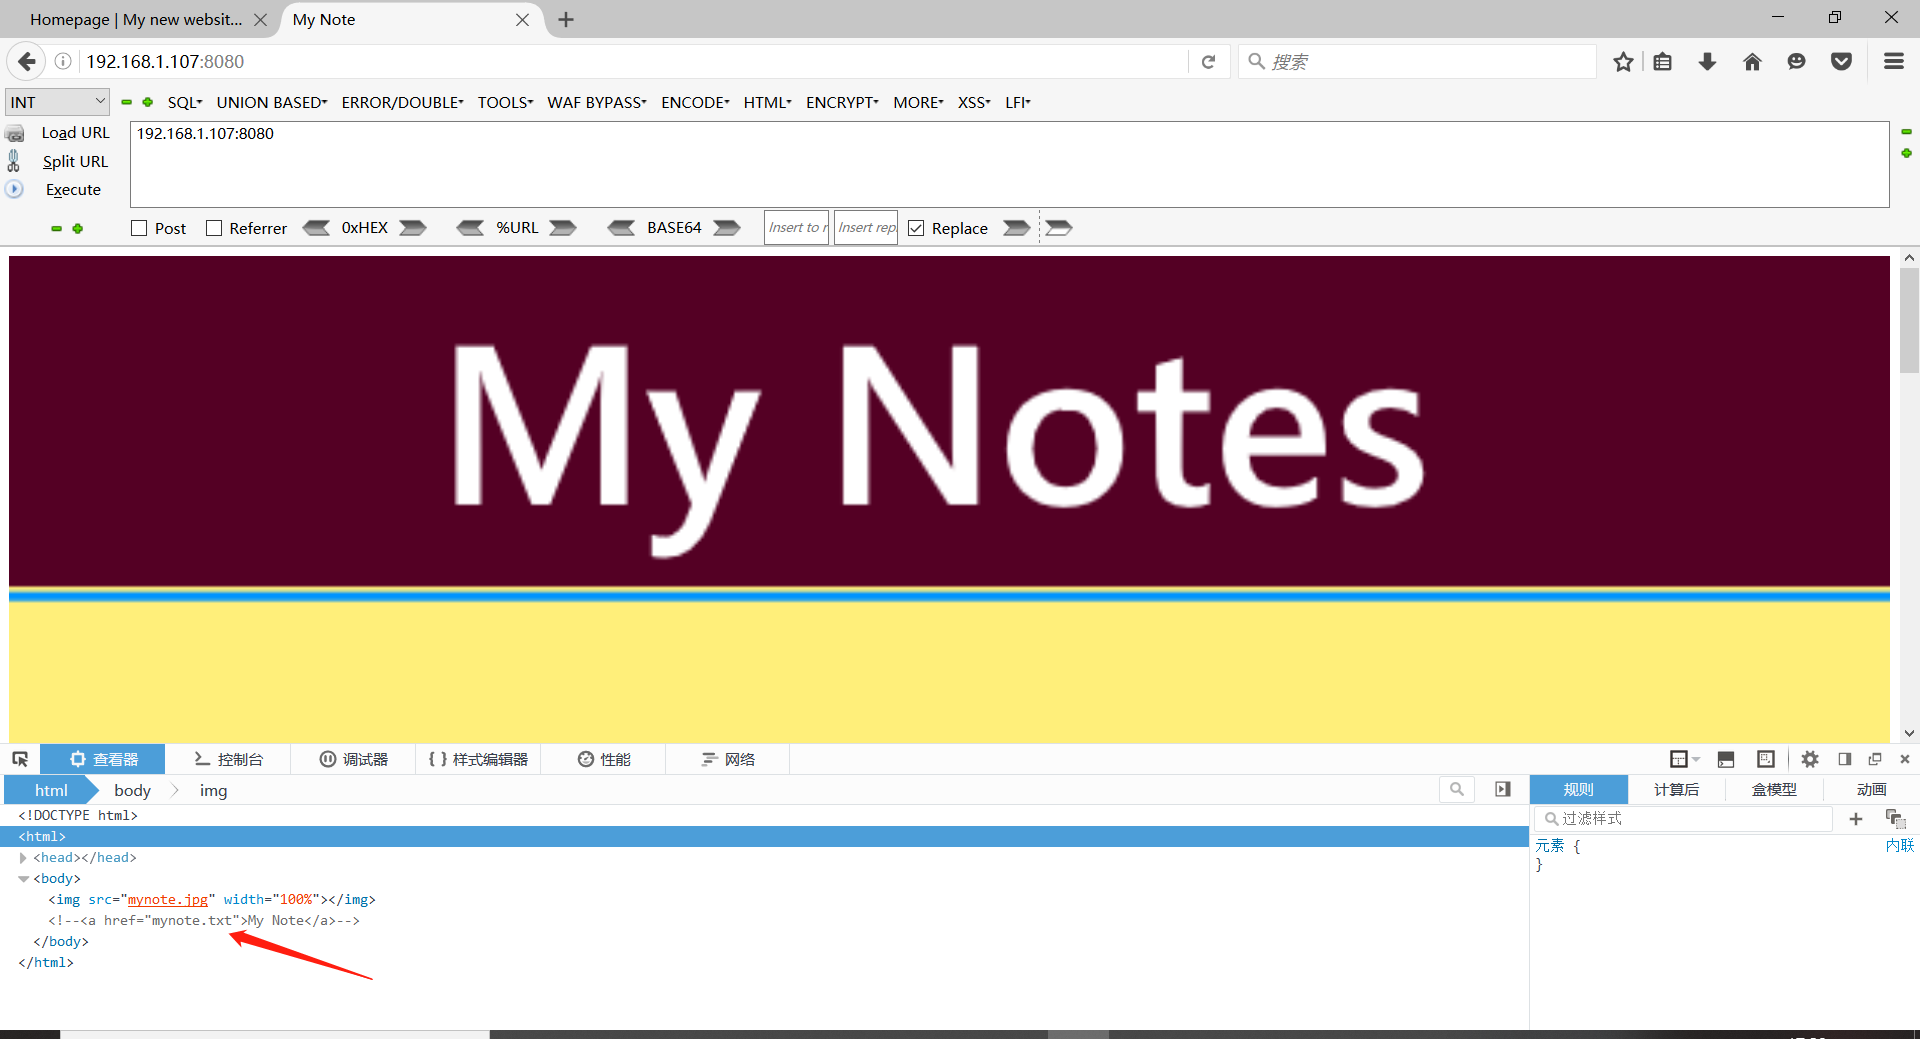 Homepage | My new websit...
My Note
192.168.1.107:8080
搜索
INT
SQL
UNION BASED
ERROR/DOUBLE
TOOLS
WAF BYPASS
ENCODE
HTML
ENCRYPT
MORE
XSS
LFI
Load URL
192.168.1.107:8080
Split URL
Execute
Post
Referrer
0xHEX
%URL
BASE64
Insert to r
Insert repl
Replace
My Notes
查看器
控制台
调试器
{ } 样式编辑器
性能
网络
html
body
img
规则
计算后
盒模型
动画
<!DOCTYPE html>
<html>
<head></head>
<body>
<img src="mynote.jpg" width="100%"></img>
<!--<a href="mynote.txt">My Note</a>-->
</body>
</html>
过滤样式
元素 {
内联
}